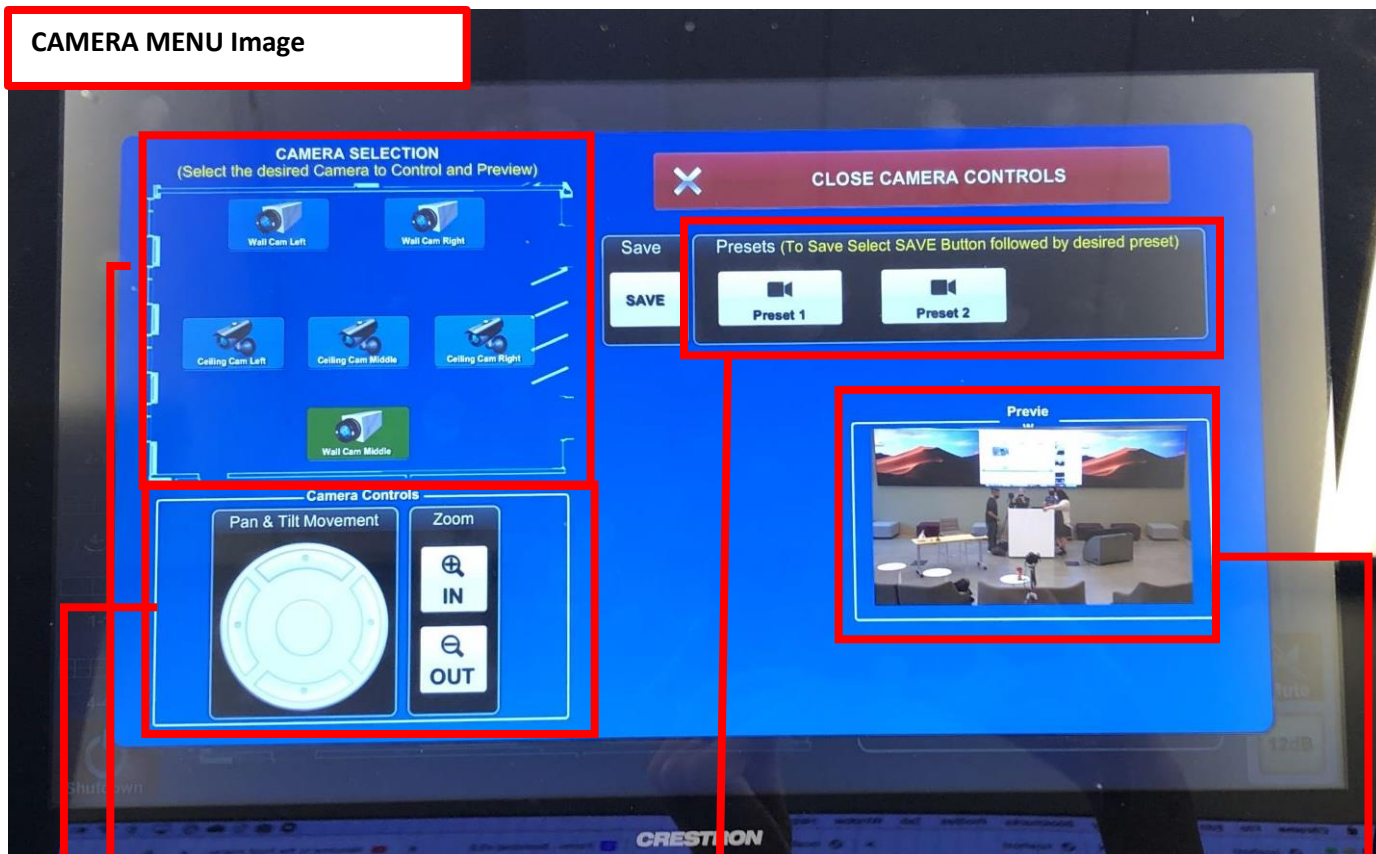 CAMERA MENU Image
CAMERA SELECTION
(Select the desired Camera to Control and Preview)
Wall Cam Left
Wall Cam Right
Ceiling Cam Left
Ceiling Cam Middle
Ceiling Cam Right
Wall Cam Middle
CLOSE CAMERA CONTROLS
Save
SAVE
Presets (To Save Select SAVE Button followed by desired preset)
Preset 1
Preset 2
Previe
Camera Controls
Pan & Tilt Movement
Zoom
IN
OUT
Shutdown
12dB
CRESTRON